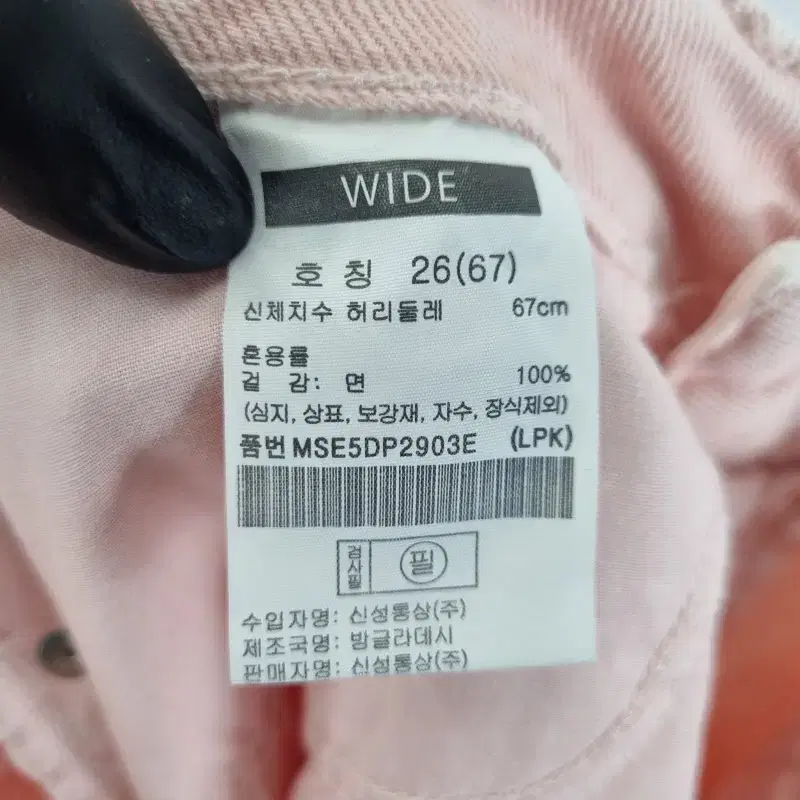 WIDE
호칭 26(67)
신체치수 허리둘레 67cm
혼용률
겉 감: 면 100%
(심지, 상표, 보강재, 자수, 장식제외)
품번 MSE5DP2903E (LPK)
검사필 필
수입자명: 신성통상(주)
제조국명: 방글라데시
판매자명: 신성통상(주)